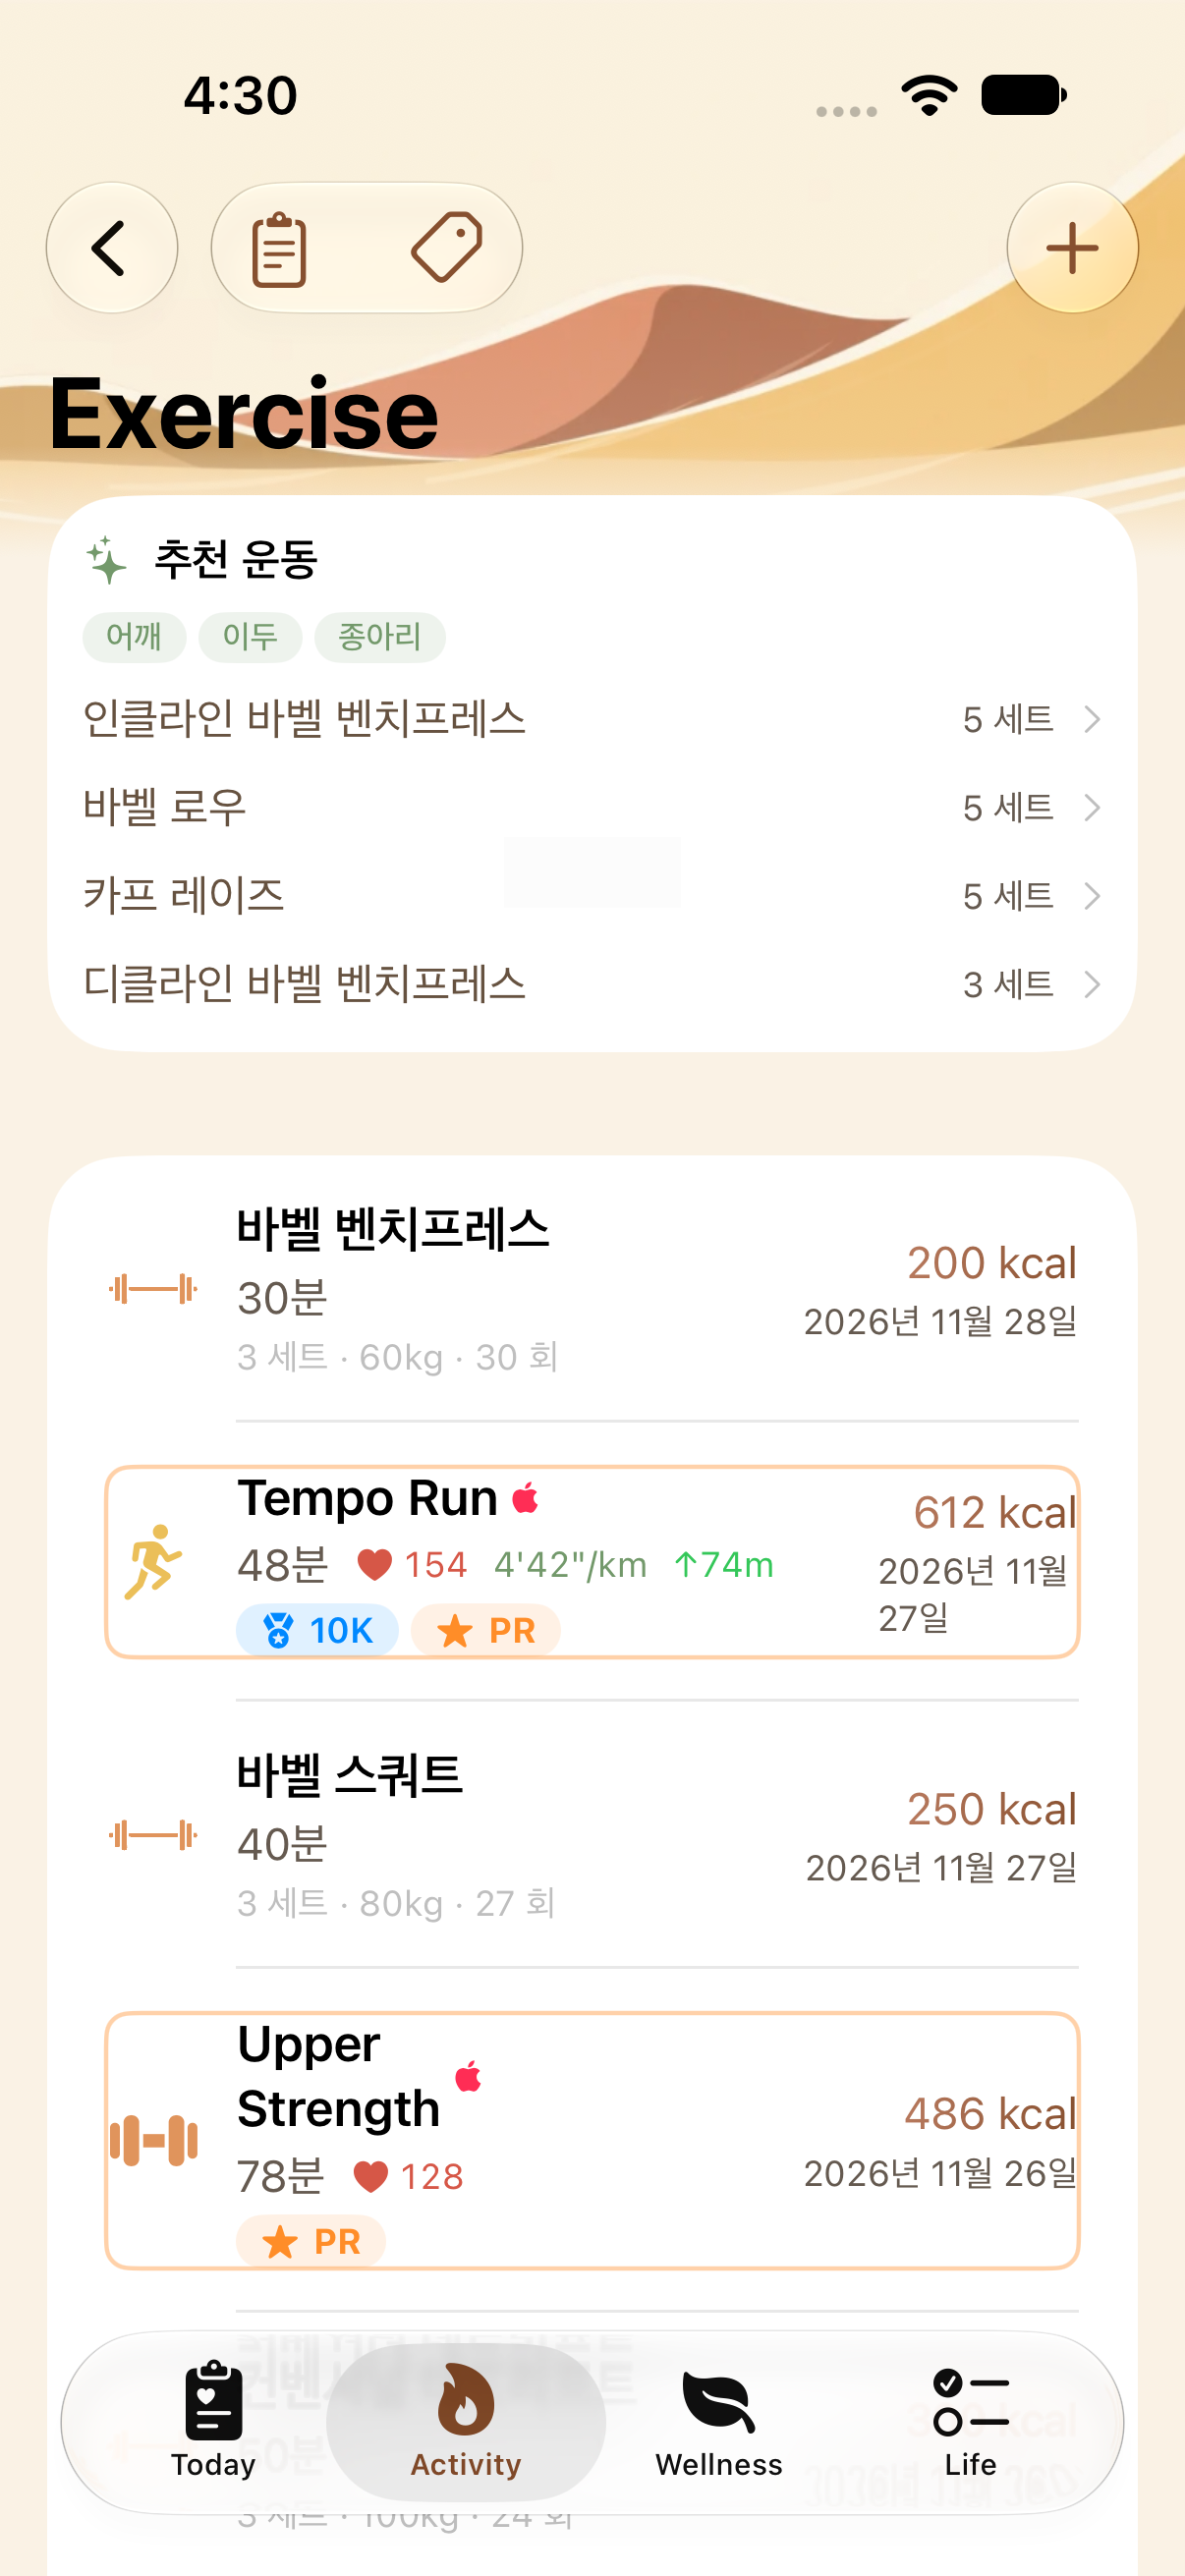 4:30
Exercise
추천 운동
어깨 이두 종아리
인클라인 바벨 벤치프레스 5 세트
바벨 로우 5 세트
카프 레이즈 5 세트
디클라인 바벨 벤치프레스 3 세트
바벨 벤치프레스
200 kcal
30분
2026년 11월 28일
3 세트 · 60kg · 30 회
Tempo Run
612 kcal
48분 154 4'42"/km ↑74m
2026년 11월
27일
10K PR
바벨 스쿼트
250 kcal
40분
2026년 11월 27일
3 세트 · 80kg · 27 회
Upper
Strength
486 kcal
78분 128
2026년 11월 26일
PR
Today Activity Wellness Life
3 세트 · 100kg · 24 회